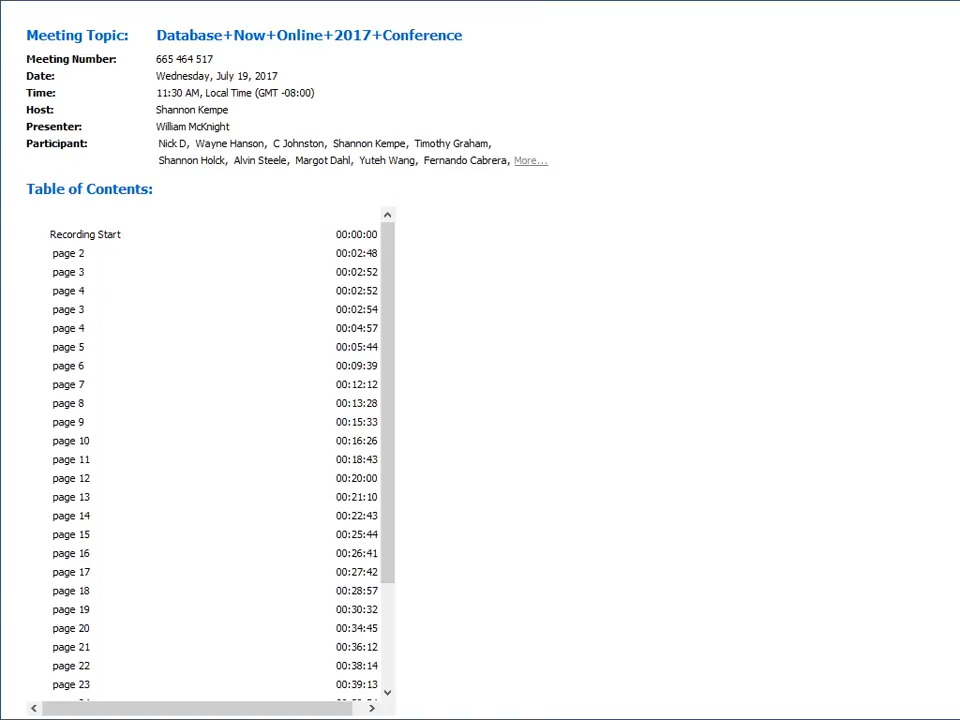 Meeting Topic: Database+Now+Online+2017+Conference
Meeting Number: 665 464 517
Date: Wednesday, July 19, 2017
Time: 11:30 AM, Local Time (GMT -08:00)
Host: Shannon Kempe
Presenter: William McKnight
Participant: Nick D, Wayne Hanson, C Johnston, Shannon Kempe, Timothy Graham,
Shannon Holck, Alvin Steele, Margot Dahl, Yuteh Wang, Fernando Cabrera, More...
Table of Contents:
Recording Start 00:00:00
page 2 00:02:48
page 3 00:02:52
page 4 00:02:52
page 3 00:02:54
page 4 00:04:57
page 5 00:05:44
page 6 00:09:39
page 7 00:12:12
page 8 00:13:28
page 9 00:15:33
page 10 00:16:26
page 11 00:18:43
page 12 00:20:00
page 13 00:21:10
page 14 00:22:43
page 15 00:25:44
page 16 00:26:41
page 17 00:27:42
page 18 00:28:57
page 19 00:30:32
page 20 00:34:45
page 21 00:36:12
page 22 00:38:14
page 23 00:39:13